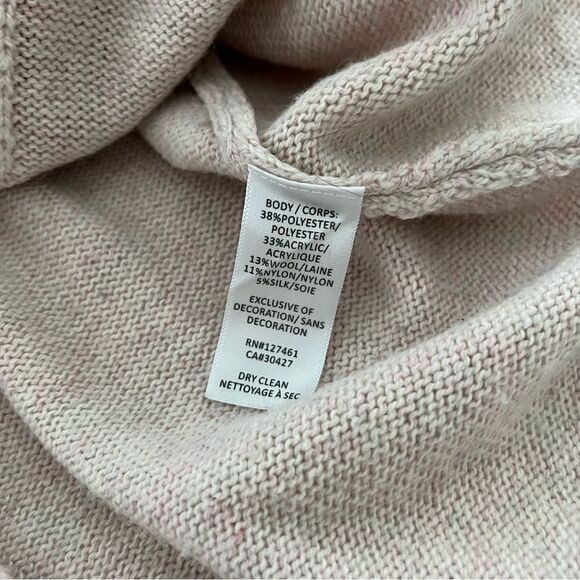 BODY / CORPS:
38%POLYESTER/
POLYESTER
33%ACRYLIC/
ACRYLIQUE
13%WOOL/LAINE
11%NYLON/NYLON
5%SILK/SOIE
EXCLUSIVE OF
DECORATION/ SANS
DECORATION
RN#127461
CA#30427
DRY CLEAN
NETTOYAGE À SEC